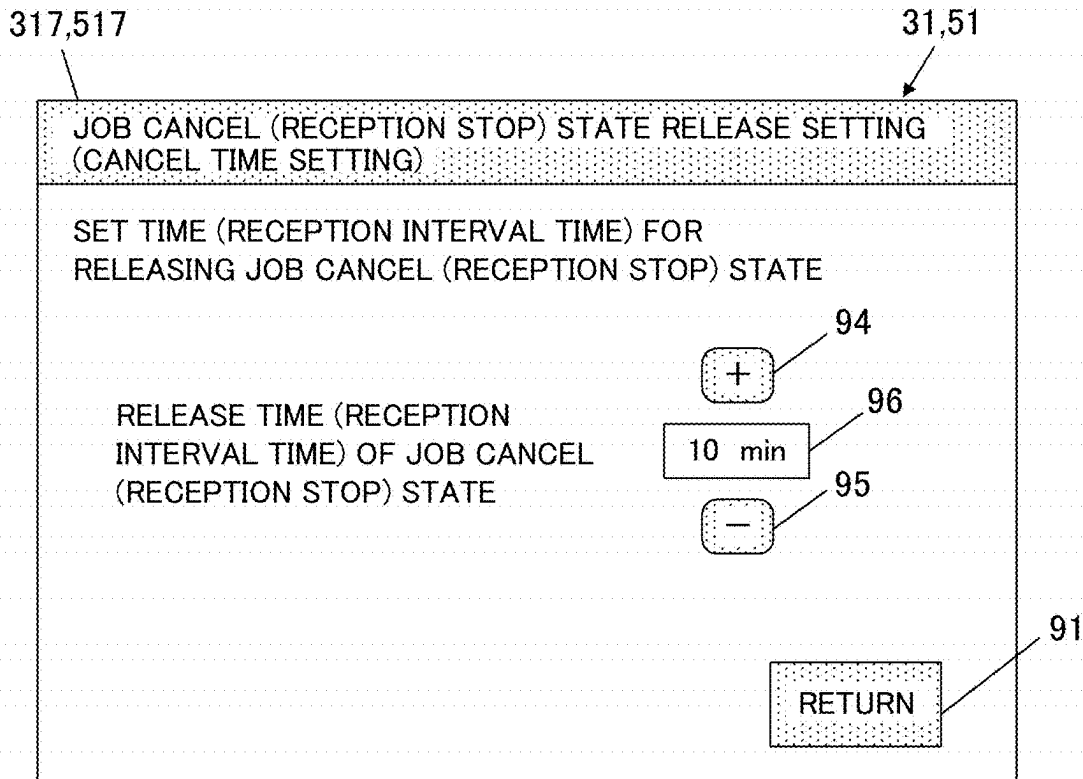 317,517
31,51
JOB CANCEL (RECEPTION STOP) STATE RELEASE SETTING
(CANCEL TIME SETTING)
SET TIME (RECEPTION INTERVAL TIME) FOR
RELEASING JOB CANCEL (RECEPTION STOP) STATE
94
+
RELEASE TIME (RECEPTION
INTERVAL TIME) OF JOB CANCEL
(RECEPTION STOP) STATE
96
10 min
95
−
91
RETURN